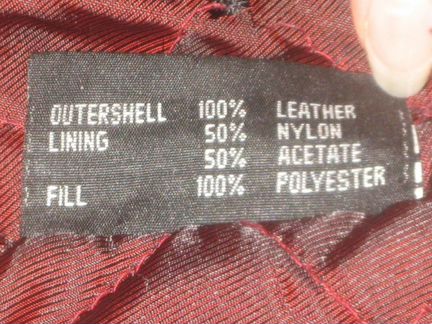 OUTERSHELL 100% LEATHER
LINING 50% NYLON
50% ACETATE
FILL 100% POLYESTER